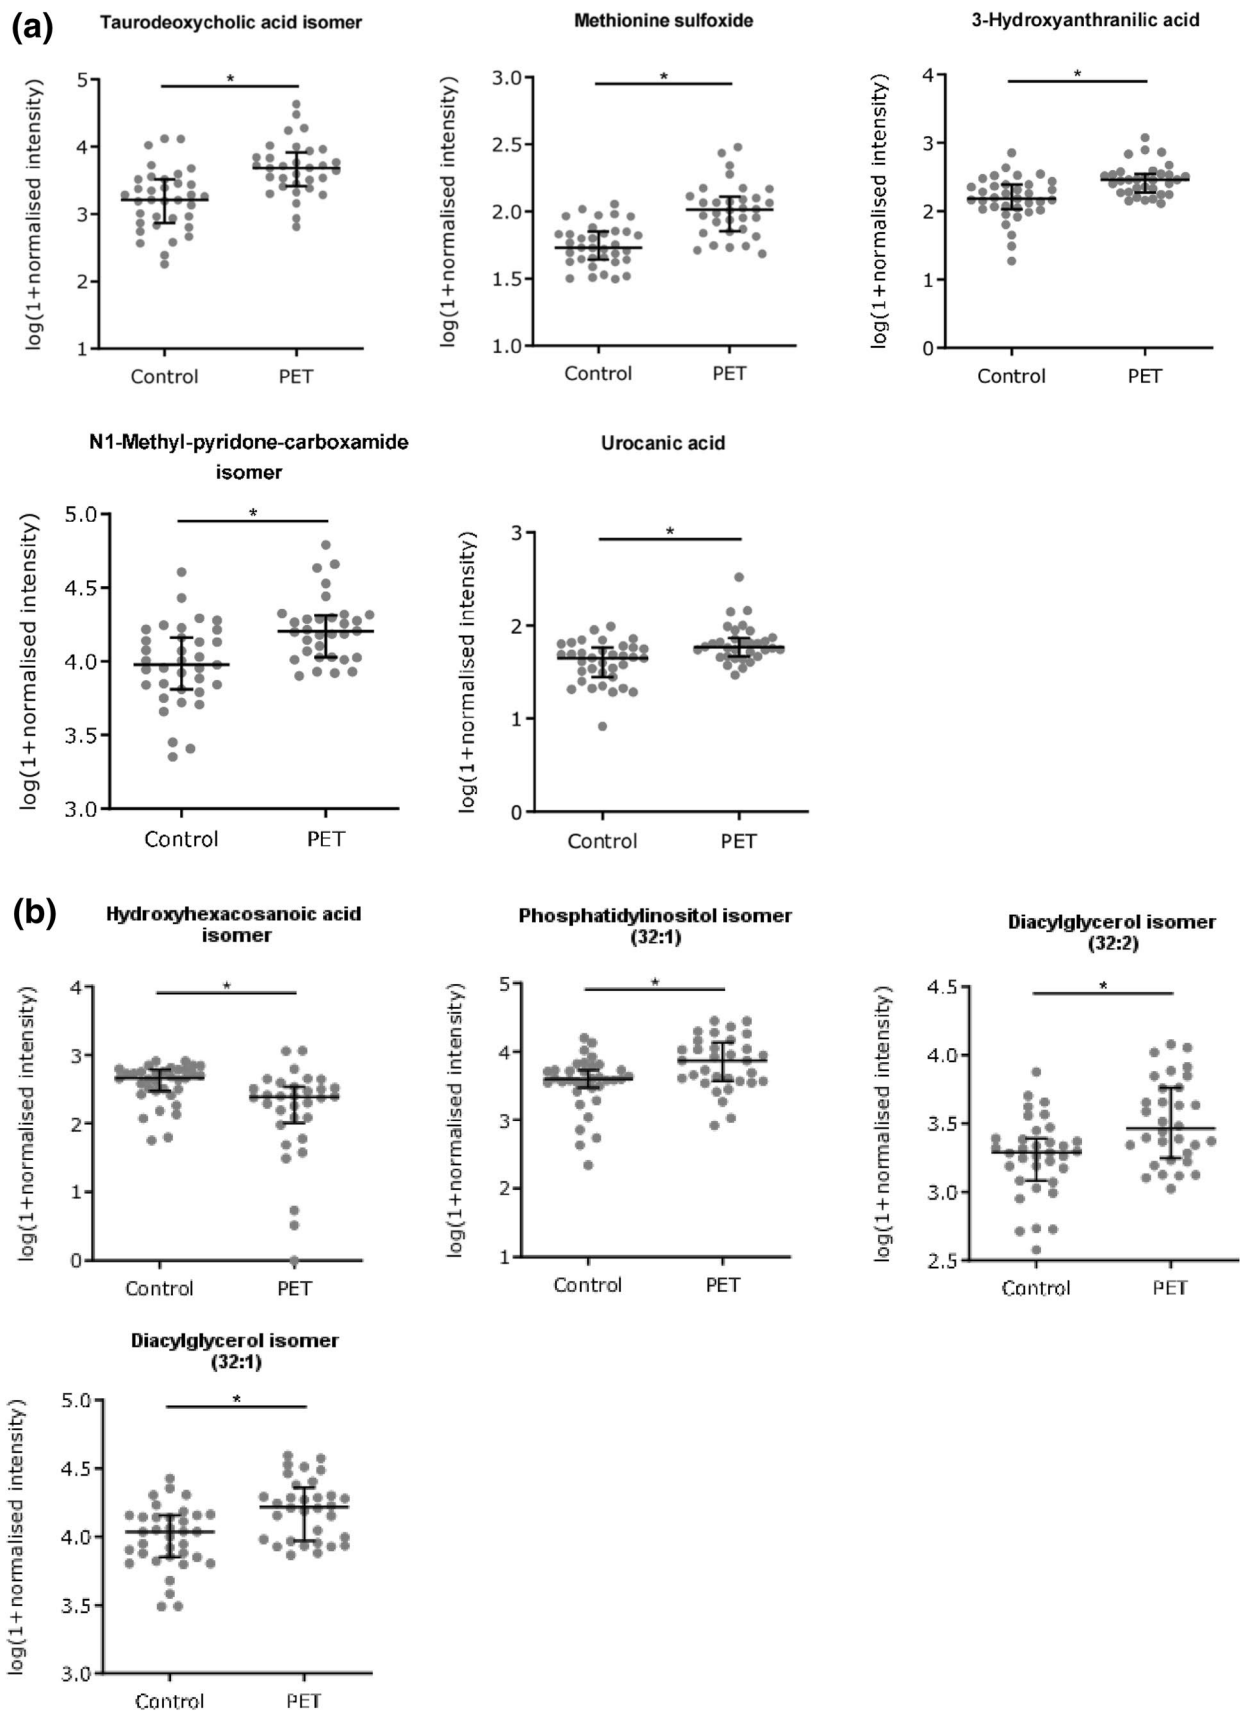 (a)
Taurodeoxycholic acid isomer
log(1+normalised intensity)
5
4
3
2
1
*
Control
PET
Methionine sulfoxide
log(1+normalised intensity)
3.0
2.5
2.0
1.5
1.0
*
Control
PET
3-Hydroxyanthranilic acid
log(1+normalised intensity)
4
3
2
1
0
*
Control
PET
N1-Methyl-pyridone-carboxamide
isomer
log(1+normalised intensity)
5.0
4.5
4.0
3.5
3.0
*
Control
PET
Urocanic acid
log(1+normalised intensity)
3
2
1
0
*
Control
PET
(b)
Hydroxyhexacosanoic acid
isomer
log(1+normalised intensity)
4
3
2
1
0
*
Control
PET
Phosphatidylinositol isomer
(32:1)
log(1+normalised intensity)
5
4
3
2
1
*
Control
PET
Diacylglycerol isomer
(32:2)
log(1+normalised intensity)
4.5
4.0
3.5
3.0
2.5
*
Control
PET
Diacylglycerol isomer
(32:1)
log(1+normalised intensity)
5.0
4.5
4.0
3.5
3.0
*
Control
PET